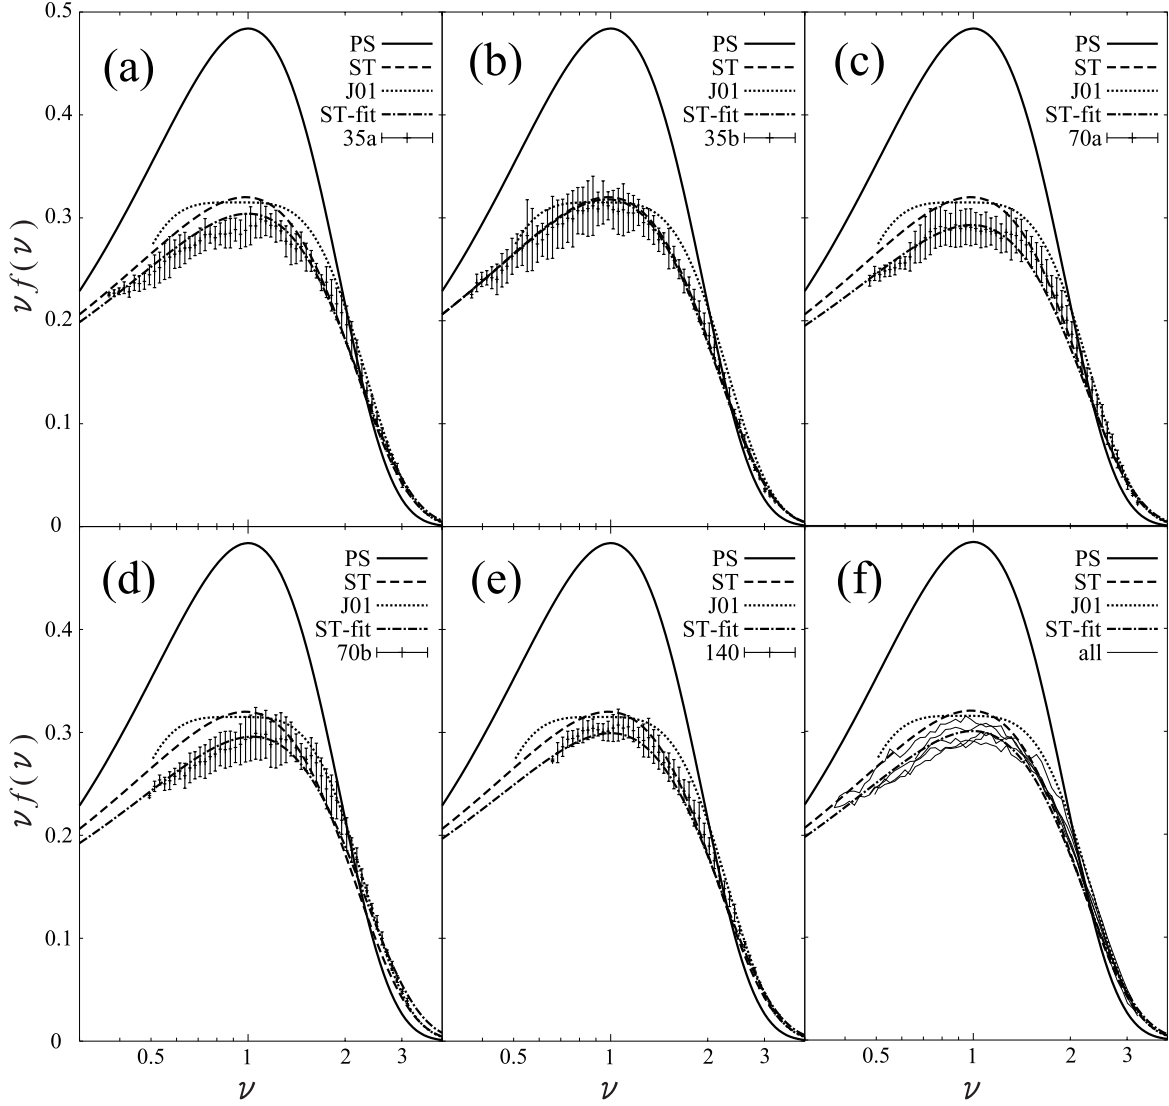 0.5
0.4
0.3
0.2
0.1
0
ν f (ν)
(a)
PS
ST
J01
ST-fit
35a
(b)
PS
ST
J01
ST-fit
35b
(c)
PS
ST
J01
ST-fit
70a
0.4
0.3
0.2
0.1
0
ν f (ν)
(d)
PS
ST
J01
ST-fit
70b
(e)
PS
ST
J01
ST-fit
140
(f)
PS
ST
J01
ST-fit
all
0.5 1 2 3
0.5 1 2 3
0.5 1 2 3
ν
ν
ν